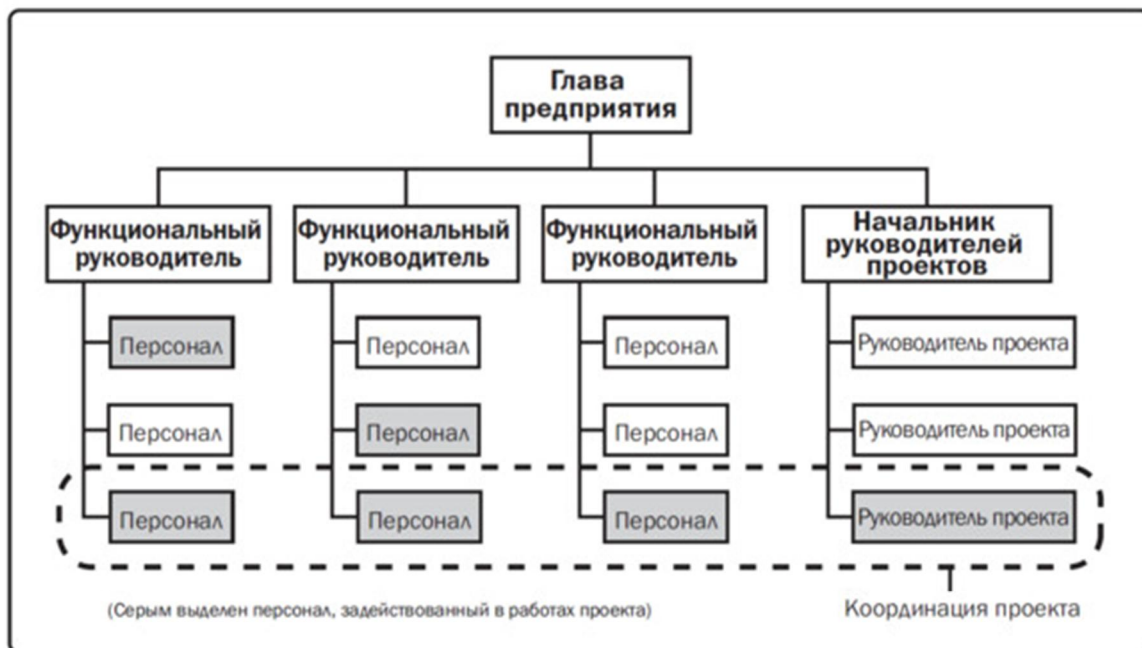 Глава
предприятия
Функциональный
руководитель
Функциональный
руководитель
Функциональный
руководитель
Начальник
руководителей
проектов
Персонал
Персонал
Персонал
Руководитель проекта
Персонал
Персонал
Персонал
Руководитель проекта
Персонал
Персонал
Персонал
Руководитель проекта
(Серым выделен персонал, задействованный в работах проекта)
Координация проекта